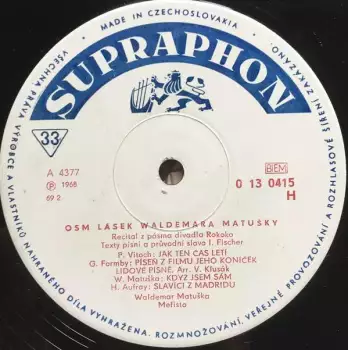 • MADE IN CZECHOSLOVAKIA •
SUPRAPHON
VŠECHNA PRÁVA VÝROBCE A VLASTNÍKŮ NAHRANÉHO DÍLA VYHRAŽENA. ROZMNOŽOVÁNÍ, VEŘEJNÉ PROVOZOVÁNÍ A ROZHLASOVÉ ŠÍŘENÍ ZAKÁZÁNO.
33
A 4377
Ⓟ 1968
69 2
BIEM
0 13 0415
H
OSM LÁSEK WALDEMARA MATUŠKY
Recital z pásma divadla Rokoko
Texty písní a průvodní slovo I. Fischer
P. Vitoch: JAK TEN ČAS LETÍ
G. Formby: PÍSEŇ Z FILMU JEHO KONÍČEK
LIDOVÉ PÍSNĚ. Arr. V. Klusák
W. Matuška: KDYŽ JSEM SÁM
H. Aufray: SLAVÍCI Z MADRIDU
Waldemar Matuška
Mefisto